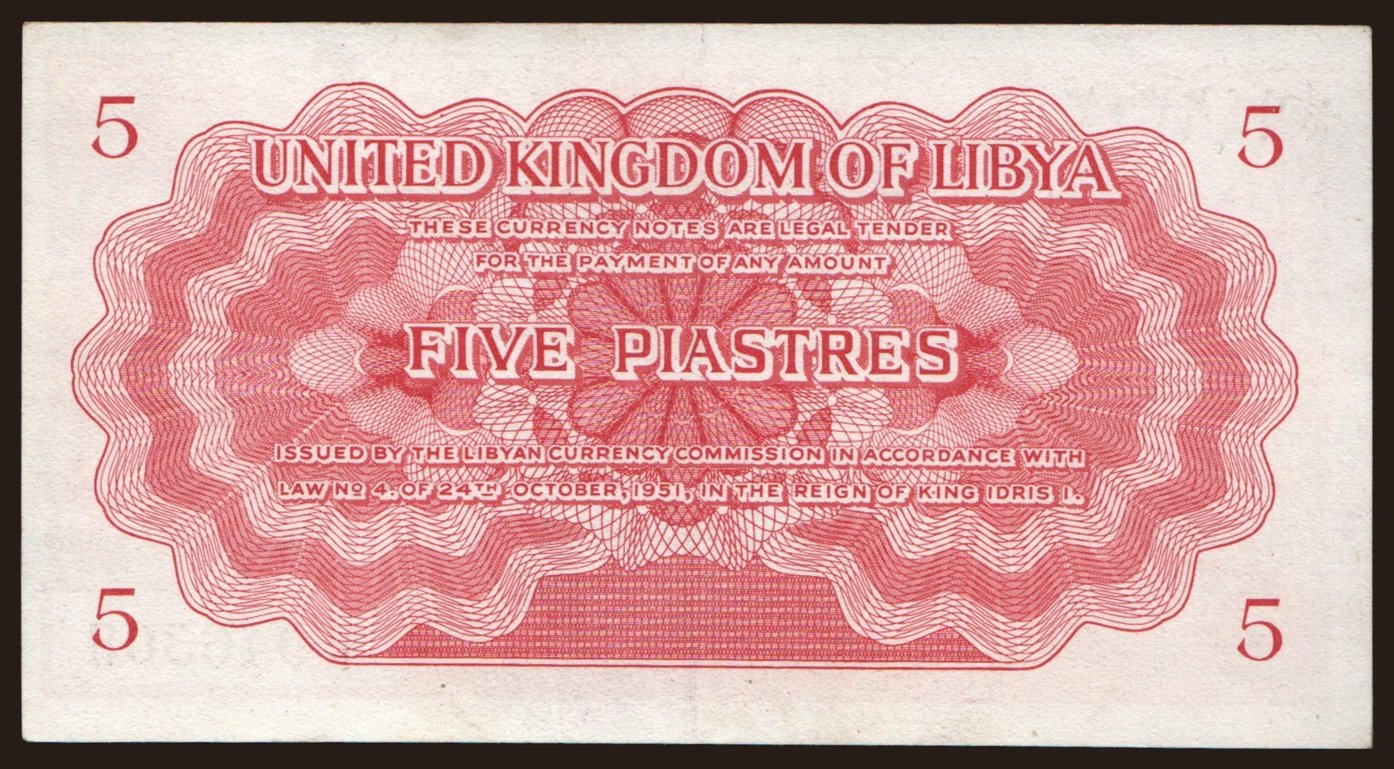 5 5
UNITED KINGDOM OF LIBYA
THESE CURRENCY NOTES ARE LEGAL TENDER
FOR THE PAYMENT OF ANY AMOUNT
FIVE PIASTRES
ISSUED BY THE LIBYAN CURRENCY COMMISSION IN ACCORDANCE WITH
LAW Nº 4. OF 24TH OCTOBER, 1951, IN THE REIGN OF KING IDRIS I.
5 5